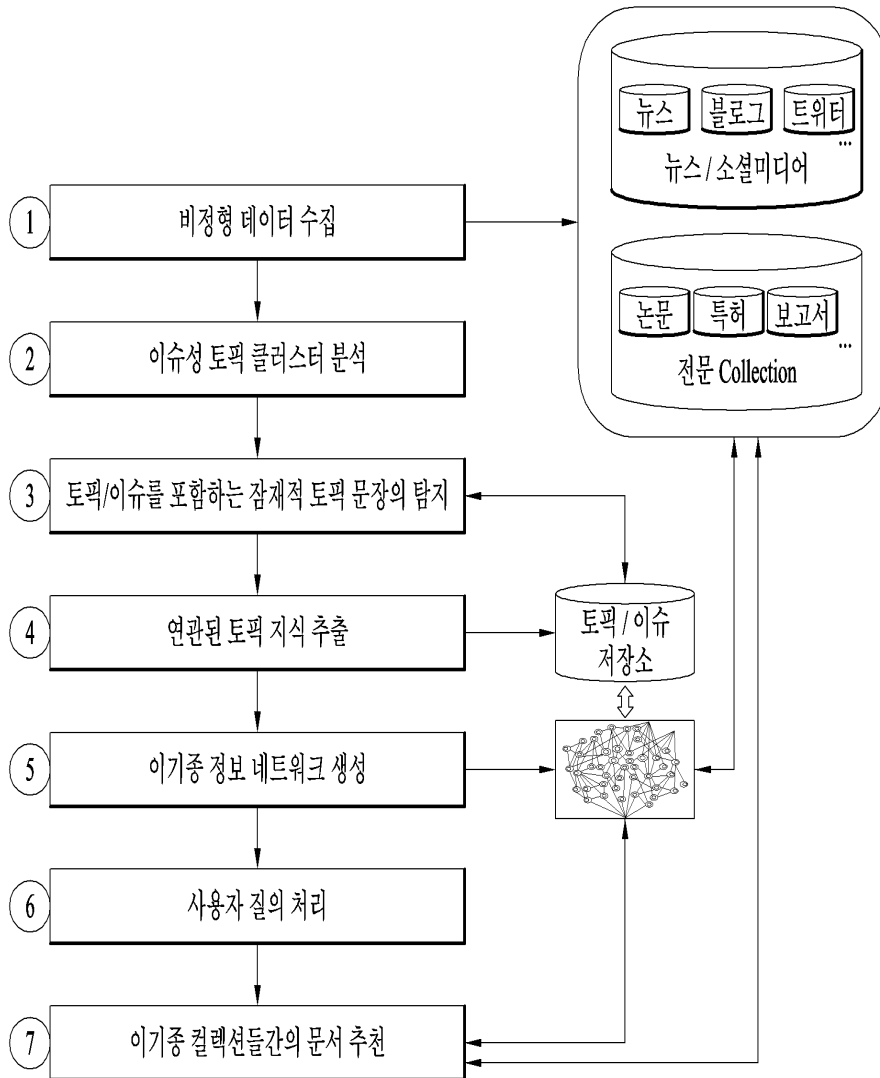 뉴스 블로그 트위터
...
뉴스 / 소셜미디어
① 비정형 데이터 수집
논문 특허 보고서
...
전문 Collection
② 이슈성 토픽 클러스터 분석
③ 토픽/이슈를 포함하는 잠재적 토픽 문장의 탐지
④ 연관된 토픽 지식 추출
토픽 / 이슈
저장소
⑤ 이기종 정보 네트워크 생성
⑥ 사용자 질의 처리
⑦ 이기종 컬렉션들간의 문서 추천